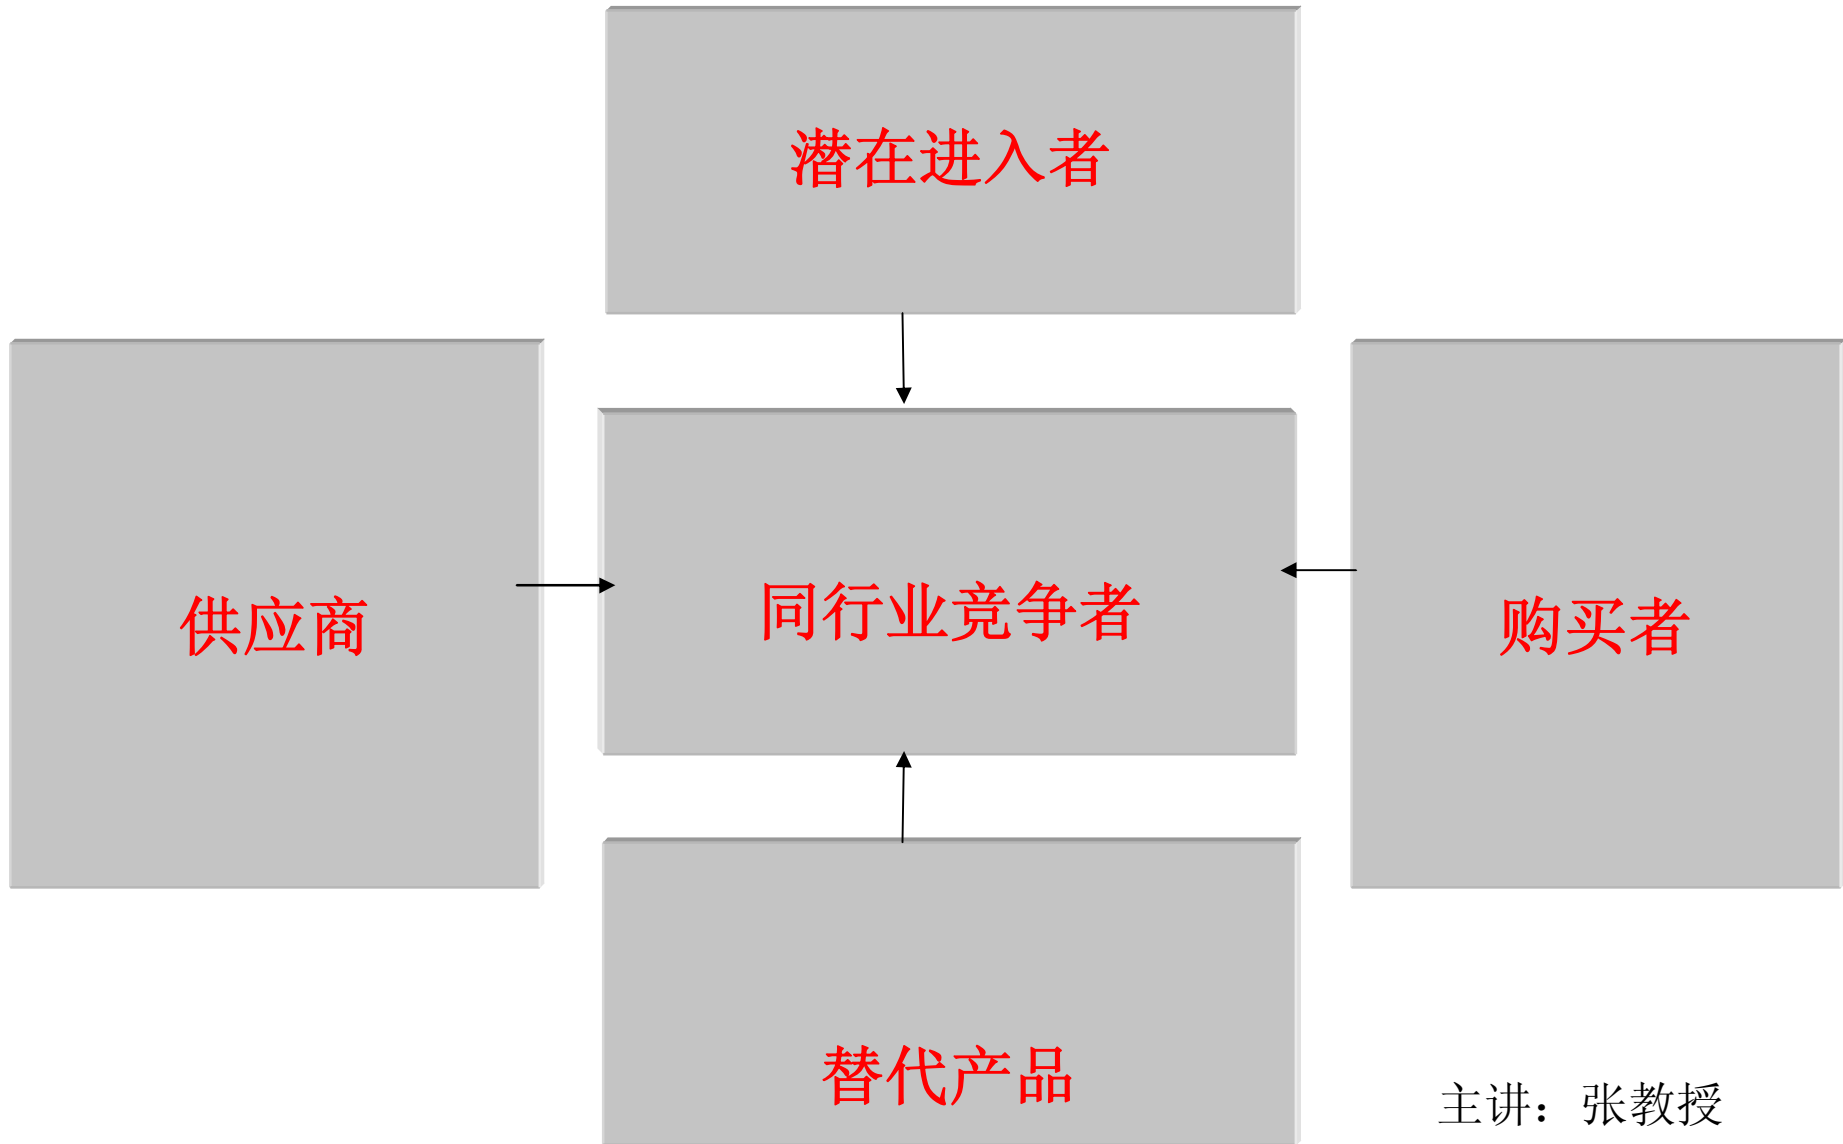 潜在进入者
供应商
同行业竞争者
购买者
替代产品
主讲：张教授